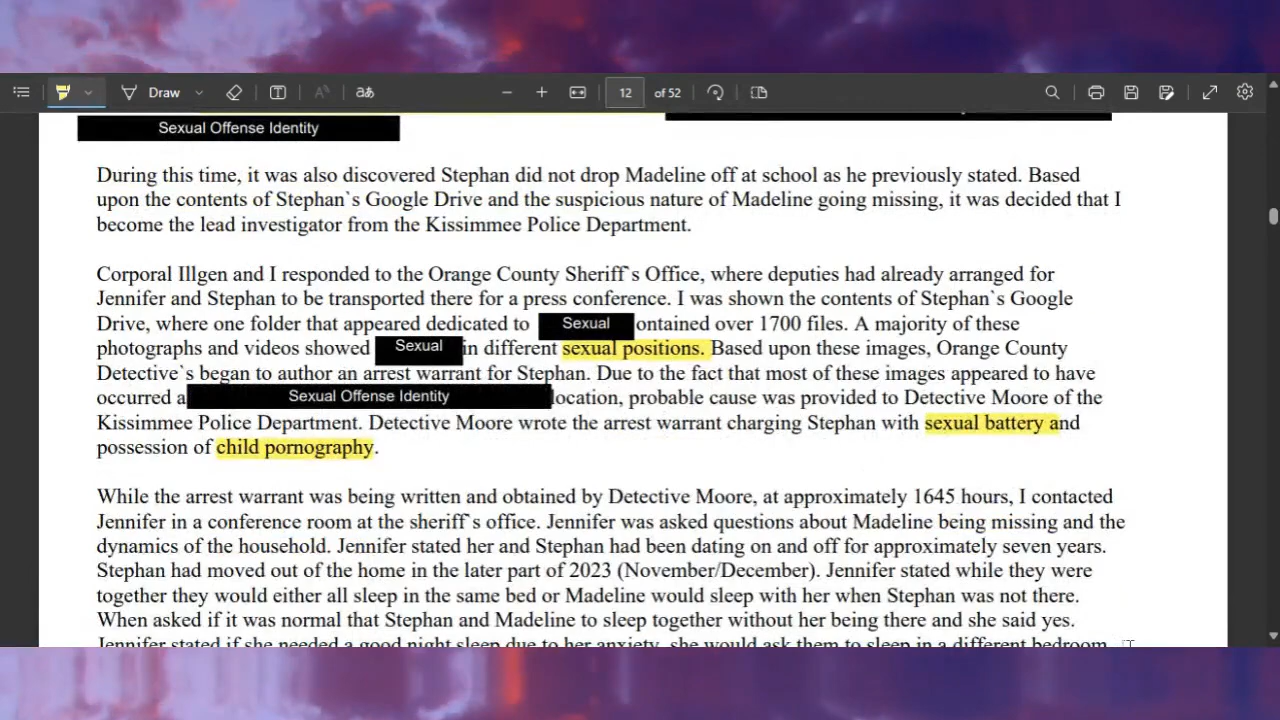 Draw
12 of 52
Sexual Offense Identity
During this time, it was also discovered Stephan did not drop Madeline off at school as he previously stated. Based
upon the contents of Stephan`s Google Drive and the suspicious nature of Madeline going missing, it was decided that I
become the lead investigator from the Kissimmee Police Department.
Corporal Illgen and I responded to the Orange County Sheriff`s Office, where deputies had already arranged for
Jennifer and Stephan to be transported there for a press conference. I was shown the contents of Stephan`s Google
Drive, where one folder that appeared dedicated to Sexual ontained over 1700 files. A majority of these
photographs and videos showed Sexual in different sexual positions. Based upon these images, Orange County
Detective`s began to author an arrest warrant for Stephan. Due to the fact that most of these images appeared to have
occurred a Sexual Offense Identity location, probable cause was provided to Detective Moore of the
Kissimmee Police Department. Detective Moore wrote the arrest warrant charging Stephan with sexual battery and
possession of child pornography.
While the arrest warrant was being written and obtained by Detective Moore, at approximately 1645 hours, I contacted
Jennifer in a conference room at the sheriff`s office. Jennifer was asked questions about Madeline being missing and the
dynamics of the household. Jennifer stated her and Stephan had been dating on and off for approximately seven years.
Stephan had moved out of the home in the later part of 2023 (November/December). Jennifer stated while they were
together they would either all sleep in the same bed or Madeline would sleep with her when Stephan was not there.
When asked if it was normal that Stephan and Madeline to sleep together without her being there and she said yes.
Jennifer stated if she needed a good night sleep due to her anxiety, she would ask them to sleep in a different bedroom.